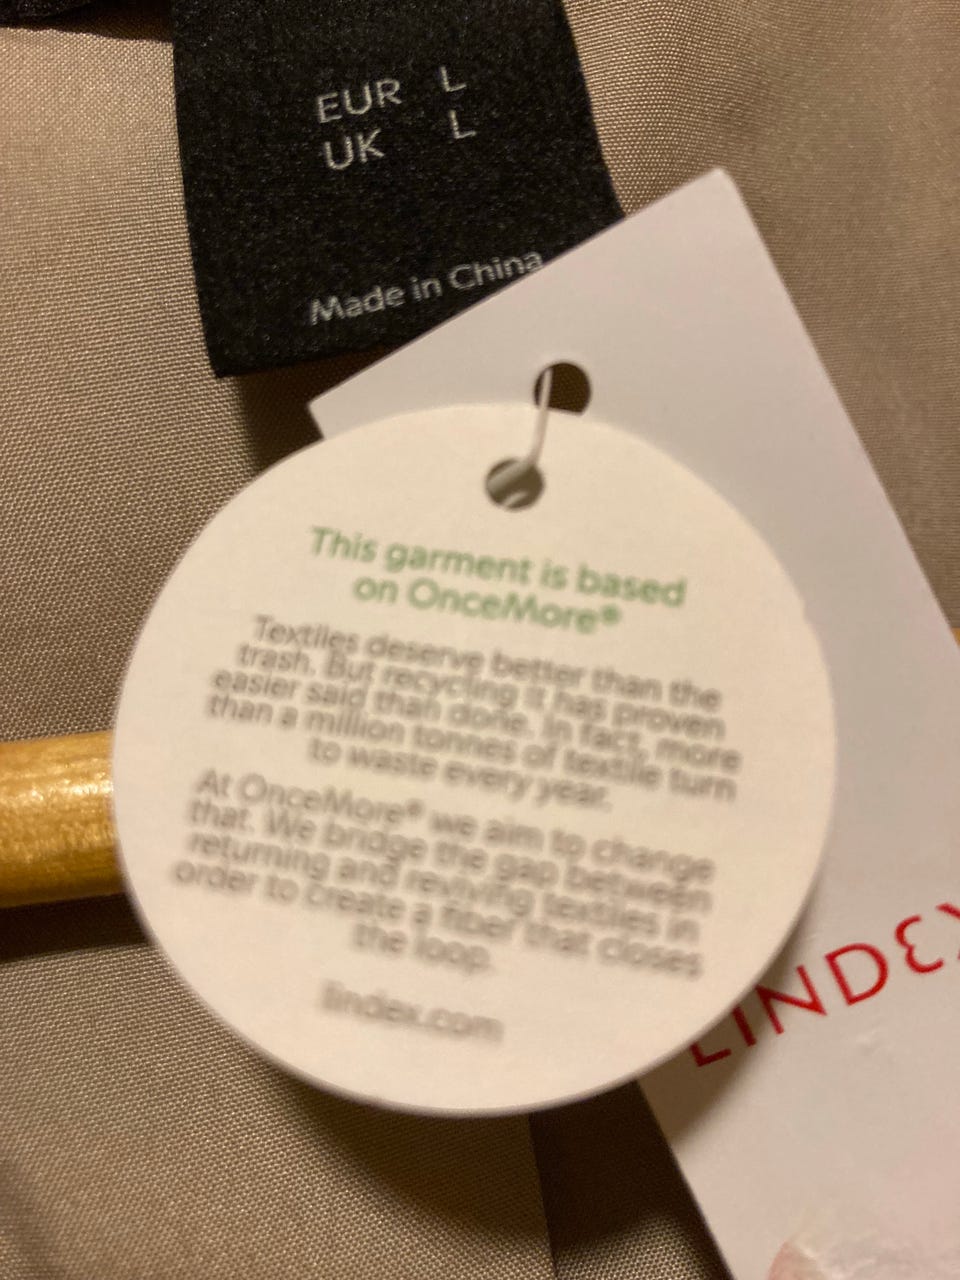 EUR L
UK L
Made in China
This garment is based
on OnceMore®
Textiles deserve better than the
trash. But recycling it has proven
easier said than done. In fact, more
than a million tonnes of textile turn
to waste every year.
At OnceMore® we aim to change
that. We bridge the gap between
returning and reviving textiles in
order to create a fiber that closes
the loop.
lindex.com
LINDEX